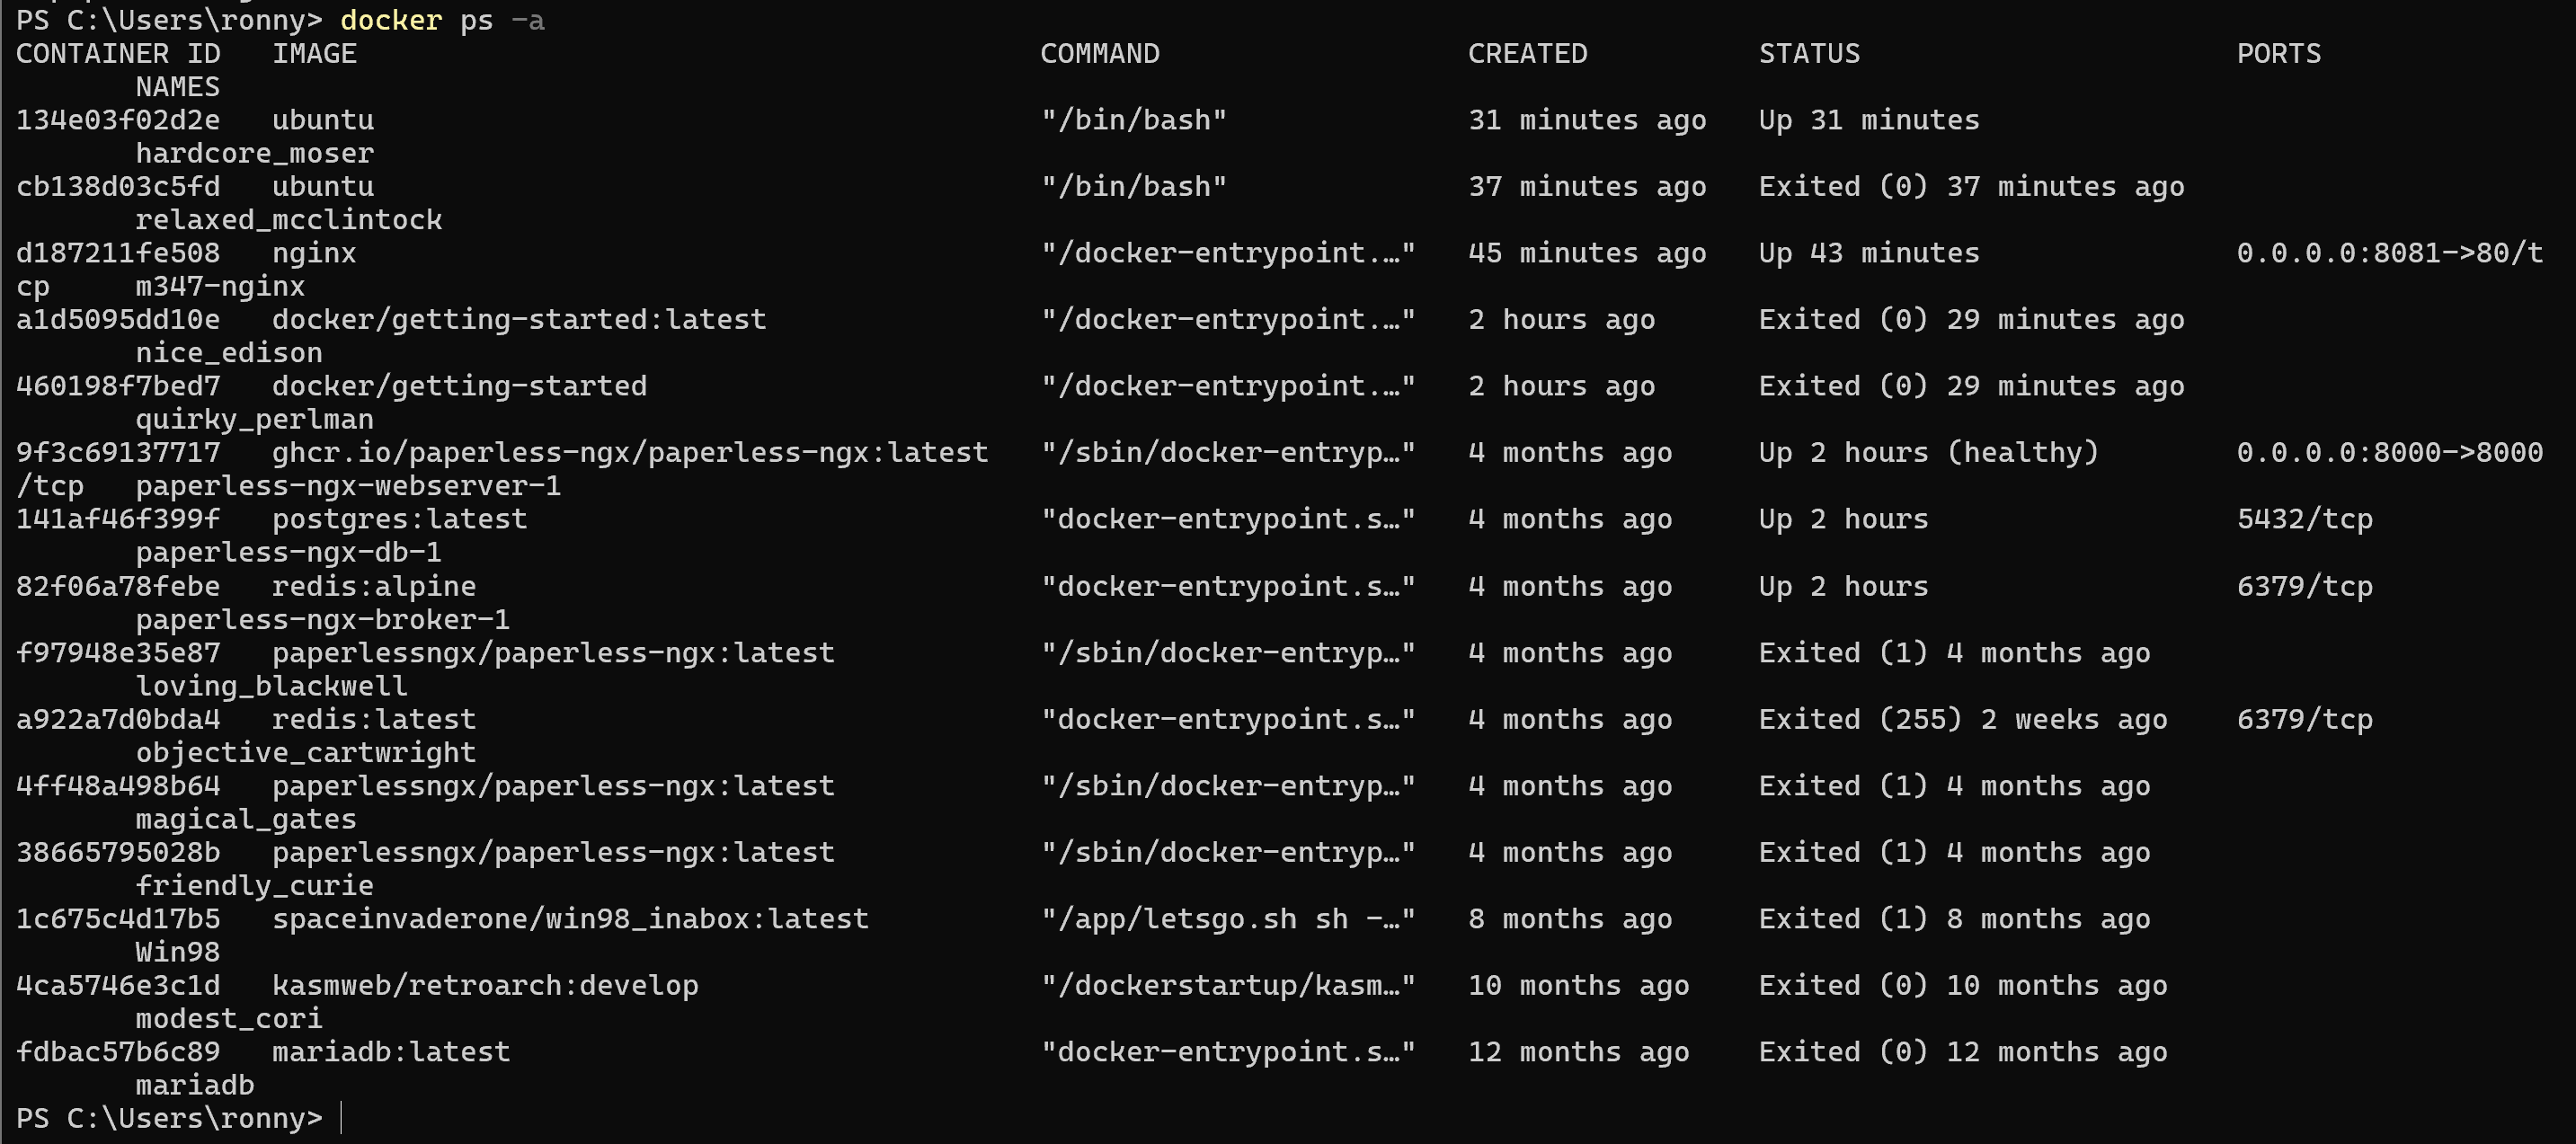 PS C:\Users\ronny> docker ps -a
CONTAINER ID   IMAGE                                        COMMAND                  CREATED          STATUS                      PORTS
       NAMES
134e03f02d2e   ubuntu                                       "/bin/bash"              31 minutes ago   Up 31 minutes
       hardcore_moser
cb138d03c5fd   ubuntu                                       "/bin/bash"              37 minutes ago   Exited (0) 37 minutes ago
       relaxed_mcclintock
d187211fe508   nginx                                        "/docker-entrypoint.…"   45 minutes ago   Up 43 minutes               0.0.0.0:8081->80/t
cp     m347-nginx
a1d5095dd10e   docker/getting-started:latest                "/docker-entrypoint.…"   2 hours ago      Exited (0) 29 minutes ago
       nice_edison
460198f7bed7   docker/getting-started                       "/docker-entrypoint.…"   2 hours ago      Exited (0) 29 minutes ago
       quirky_perlman
9f3c69137717   ghcr.io/paperless-ngx/paperless-ngx:latest   "/sbin/docker-entryp…"   4 months ago     Up 2 hours (healthy)        0.0.0.0:8000->8000
/tcp   paperless-ngx-webserver-1
141af46f399f   postgres:latest                              "docker-entrypoint.s…"   4 months ago     Up 2 hours                  5432/tcp
       paperless-ngx-db-1
82f06a78febe   redis:alpine                                 "docker-entrypoint.s…"   4 months ago     Up 2 hours                  6379/tcp
       paperless-ngx-broker-1
f97948e35e87   paperlessngx/paperless-ngx:latest            "/sbin/docker-entryp…"   4 months ago     Exited (1) 4 months ago
       loving_blackwell
a922a7d0bda4   redis:latest                                 "docker-entrypoint.s…"   4 months ago     Exited (255) 2 weeks ago    6379/tcp
       objective_cartwright
4ff48a498b64   paperlessngx/paperless-ngx:latest            "/sbin/docker-entryp…"   4 months ago     Exited (1) 4 months ago
       magical_gates
38665795028b   paperlessngx/paperless-ngx:latest            "/sbin/docker-entryp…"   4 months ago     Exited (1) 4 months ago
       friendly_curie
1c675c4d17b5   spaceinvaderone/win98_inabox:latest          "/app/letsgo.sh sh -…"   8 months ago     Exited (1) 8 months ago
       Win98
4ca5746e3c1d   kasmweb/retroarch:develop                    "/dockerstartup/kasm…"   10 months ago    Exited (0) 10 months ago
       modest_cori
fdbac57b6c89   mariadb:latest                               "docker-entrypoint.s…"   12 months ago    Exited (0) 12 months ago
       mariadb
PS C:\Users\ronny>